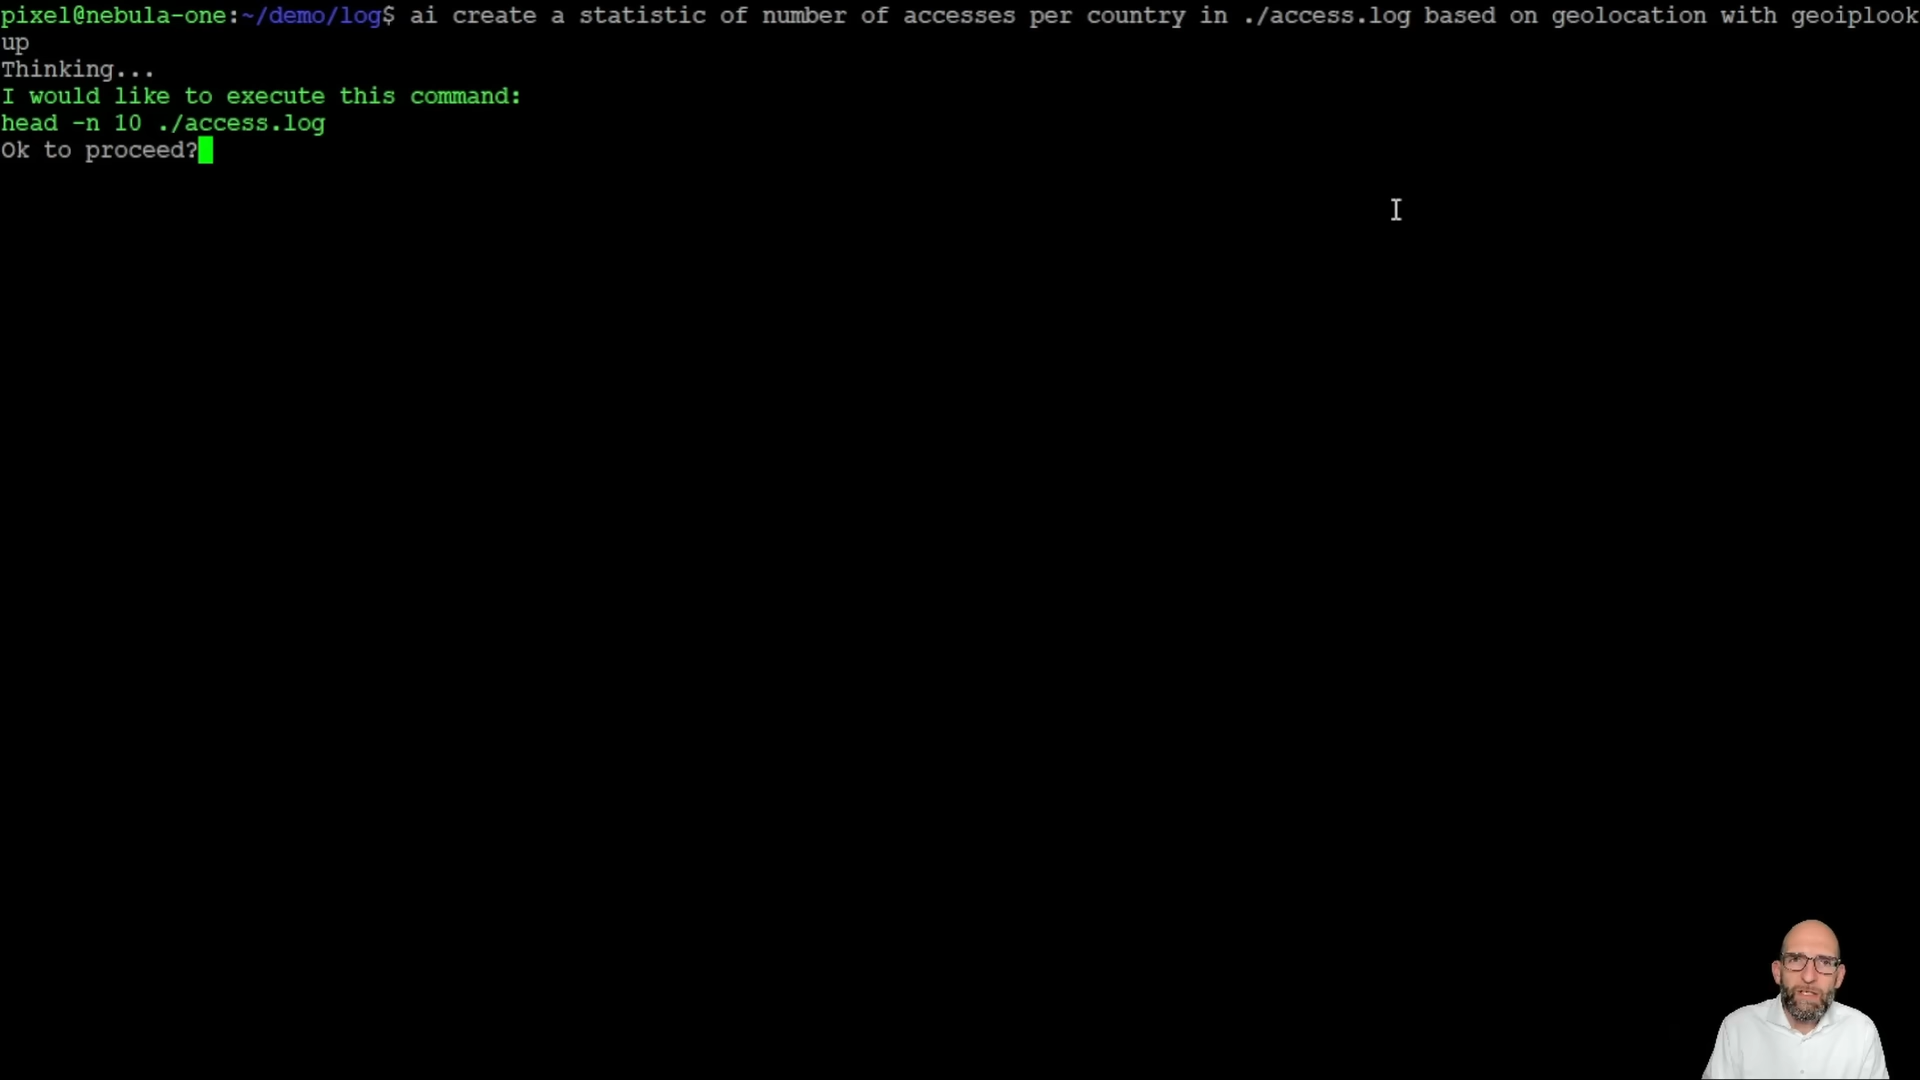 pixel@nebula-one:~/demo/log$ ai create a statistic of number of accesses per country in ./access.log based on geolocation with geoiplook
up
Thinking...
I would like to execute this command:
head -n 10 ./access.log
Ok to proceed?